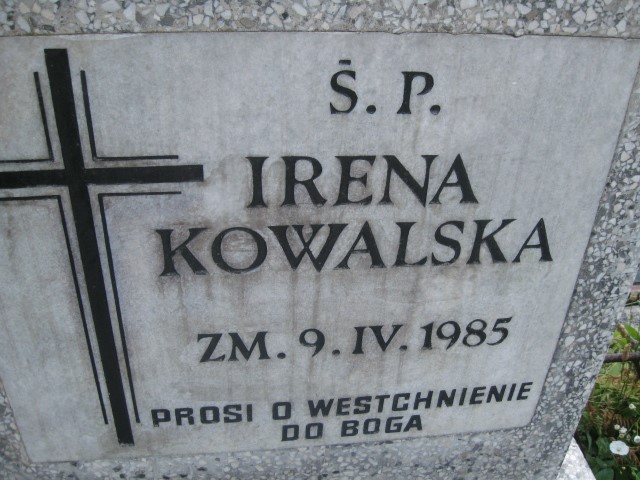 Ś. P.
IRENA
KOWALSKA
ZM. 9. IV. 1985
PROSI O WESTCHNIENIE
DO BOGA